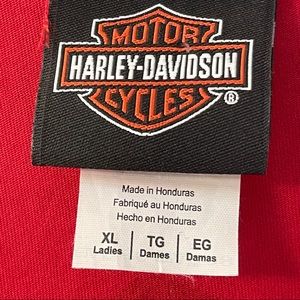 MOTOR
HARLEY-DAVIDSON
CYCLES
®
Made in Honduras
Fabriqué au Honduras
Hecho en Honduras
XL TG EG
Ladies Dames Damas